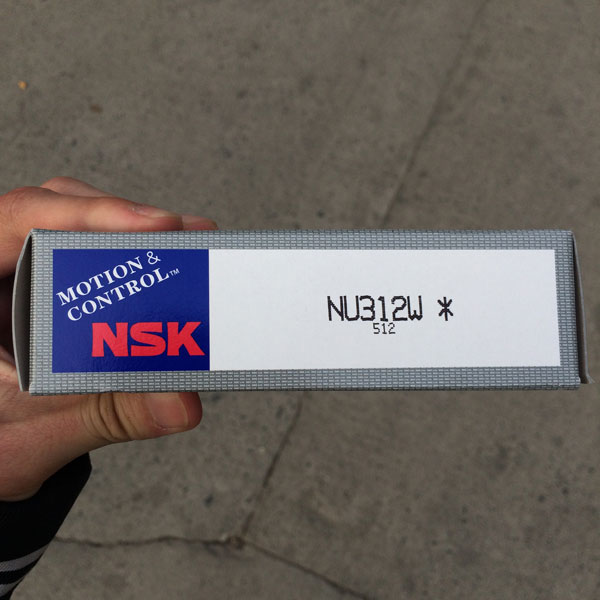 MOTION &
CONTROL™
NSK
NU312W *
512